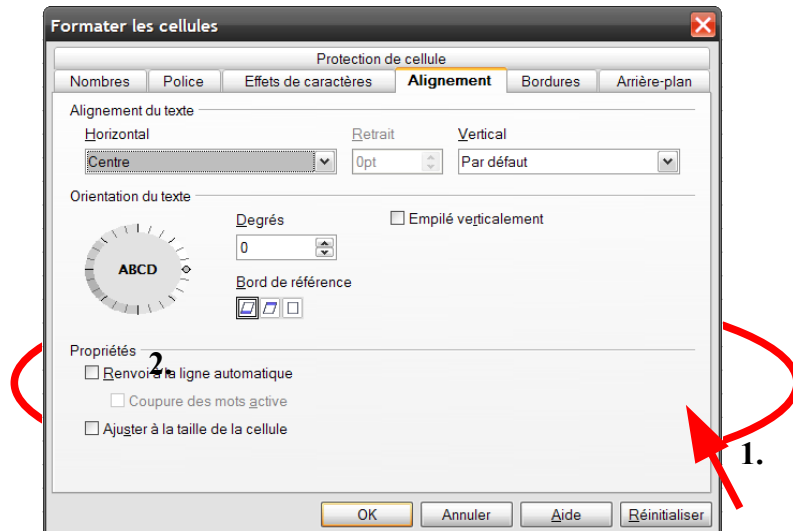 Formater les cellules
Protection de cellule
Nombres Police Effets de caractères Alignement Bordures Arrière-plan
Alignement du texte
Horizontal Retrait Vertical
Centre 0pt Par défaut
Orientation du texte
Degrés Empilé verticalement
ABCD 0
Bord de référence
Propriétés
2.
Renvoi à la ligne automatique
Coupure des mots active
Ajuster à la taille de la cellule
1.
OK Annuler Aide Réinitialiser